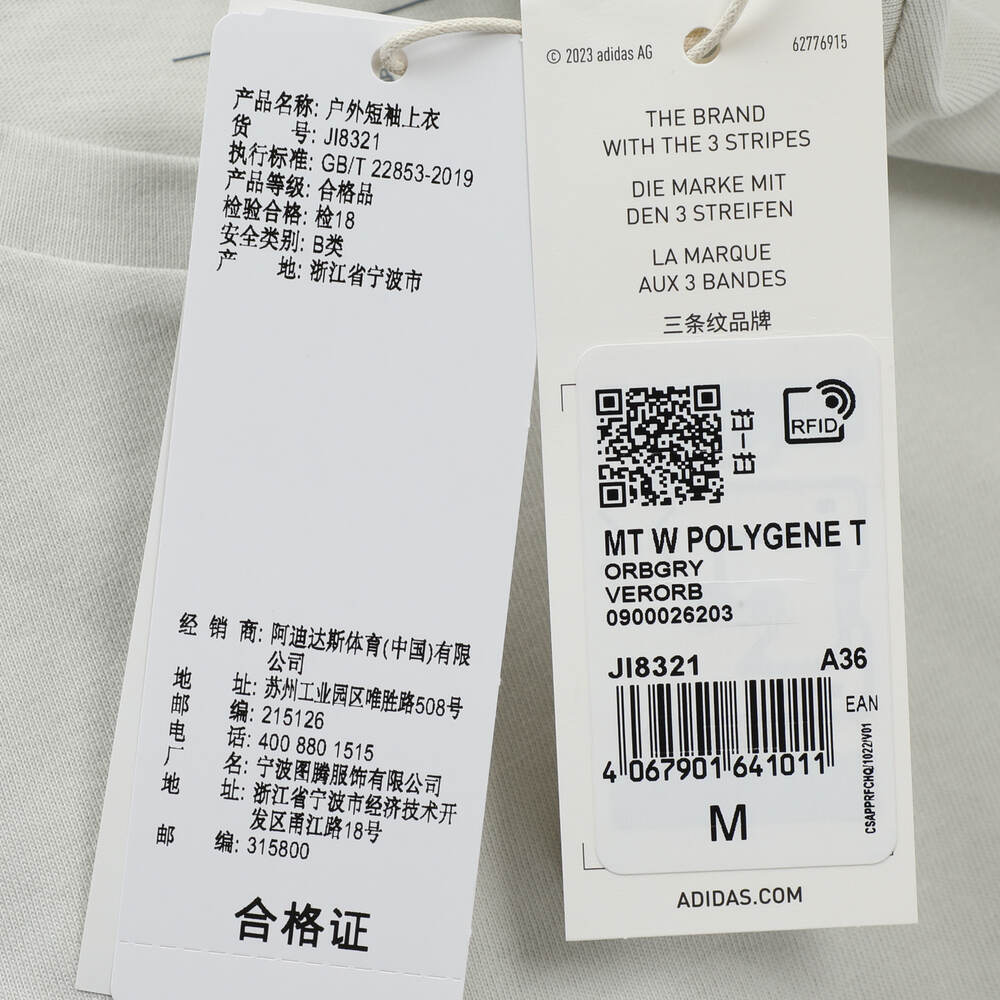 产品名称: 户外短袖上衣
货 号: JI8321
执行标准: GB/T 22853-2019
产品等级: 合格品
检验合格: 检18
安全类别: B类
产 地: 浙江省宁波市
经 销 商: 阿迪达斯体育(中国)有限
公司
地 址: 苏州工业园区唯胜路508号
邮 编: 215126
电 话: 400 880 1515
厂 名: 宁波图腾服饰有限公司
地 址: 浙江省宁波市经济技术开
发区甬江路18号
邮 编: 315800
合格证
© 2023 adidas AG
62776915
THE BRAND
WITH THE 3 STRIPES
DIE MARKE MIT
DEN 3 STREIFEN
LA MARQUE
AUX 3 BANDES
三条纹品牌
扫一扫
RFID
MT W POLYGENE T
ORBGRY
VERORB
0900026203
JI8321 A36
EAN
4 067901 641011
CSAPPRFCHQ/1022/V01
M
ADIDAS.COM